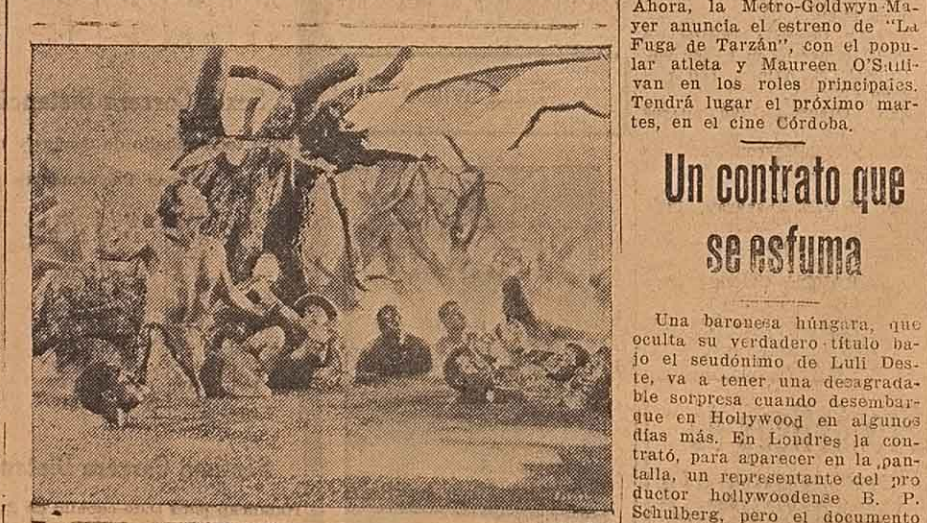 Ahora, la Metro-Goldwyn-Ma-
yer anuncia el estreno de "La
Fuga de Tarzán", con el popu-
lar atleta y Maureen O'Sulli-
van en los roles principales.
Tendrá lugar el próximo mar-
tes, en el cine Córdoba.
Un contrato que
se esfuma
Una baronesa húngara, que
oculta su verdadero título ba-
jo el seudónimo de Luli Des-
te, va a tener una desagrada-
ble sorpresa cuando desembar-
que en Hollywood en algunos
días más. En Londres la con-
trató, para aparecer en la pan-
talla, un representante del pro
ductor hollywoodense B. P.
Schulberg, pero el documento